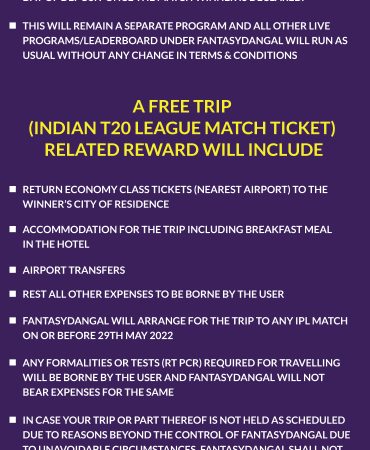 THIS WILL REMAIN A SEPARATE PROGRAM AND ALL OTHER LIVE
PROGRAMS/LEADERBOARD UNDER FANTASYDANGAL WILL RUN AS
USUAL WITHOUT ANY CHANGE IN TERMS & CONDITIONS
A FREE TRIP
(INDIAN T20 LEAGUE MATCH TICKET)
RELATED REWARD WILL INCLUDE
RETURN ECONOMY CLASS TICKETS (NEAREST AIRPORT) TO THE
WINNER'S CITY OF RESIDENCE
ACCOMMODATION FOR THE TRIP INCLUDING BREAKFAST MEAL
IN THE HOTEL
AIRPORT TRANSFERS
REST ALL OTHER EXPENSES TO BE BORNE BY THE USER
FANTASYDANGAL WILL ARRANGE FOR THE TRIP TO ANY IPL MATCH
ON OR BEFORE 29TH MAY 2022
ANY FORMALITIES OR TESTS (RT PCR) REQUIRED FOR TRAVELLING
WILL BE BORNE BY THE USER AND FANTASYDANGAL WILL NOT
BEAR EXPENSES FOR THE SAME
IN CASE YOUR TRIP OR PART THEREOF IS NOT HELD AS SCHEDULED
DUE TO REASONS BEYOND THE CONTROL OF FANTASYDANGAL DUE
TO UNAVOIDABLE CIRCUMSTANCES, FANTASYDANGAL SHALL NOT